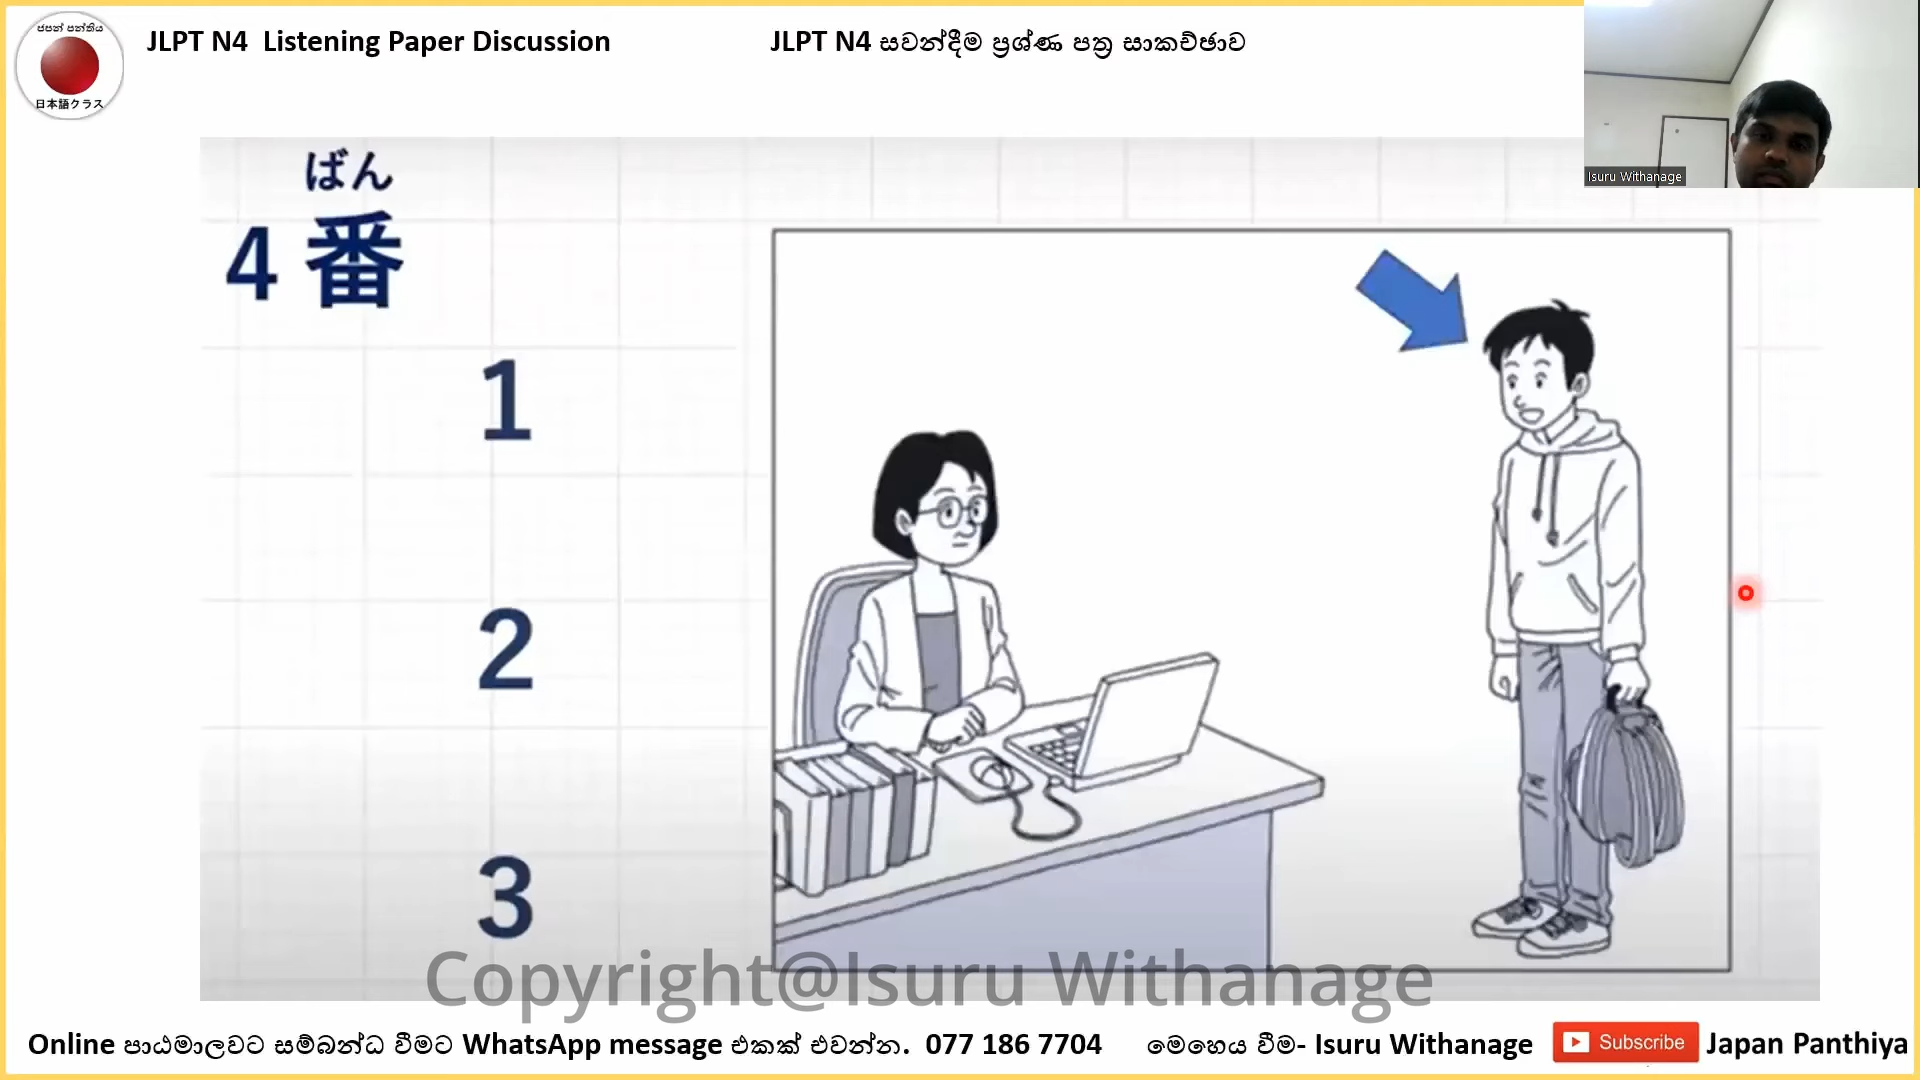 ජපන් පන්තිය
日本語クラス
JLPT N4  Listening Paper Discussion
JLPT N4 සවන්දීම ප්‍රශ්ණ පත්‍ර සාකච්ඡාව
Isuru Withanage
ばん
4 番
1
2
3
Copyright@Isuru Withanage
Online පාඨමාලවට සම්බන්ධ වීමට WhatsApp message එකක් එවන්න.  077 186 7704
මෙහෙය වීම- Isuru Withanage
Subscribe
Japan Panthiya